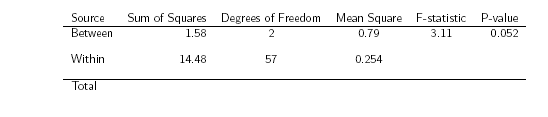 Source Sum of Squares Degrees of Freedom Mean Square F-statistic P-value
Between 1.58 2 0.79 3.11 0.052
Within 14.48 57 0.254
Total